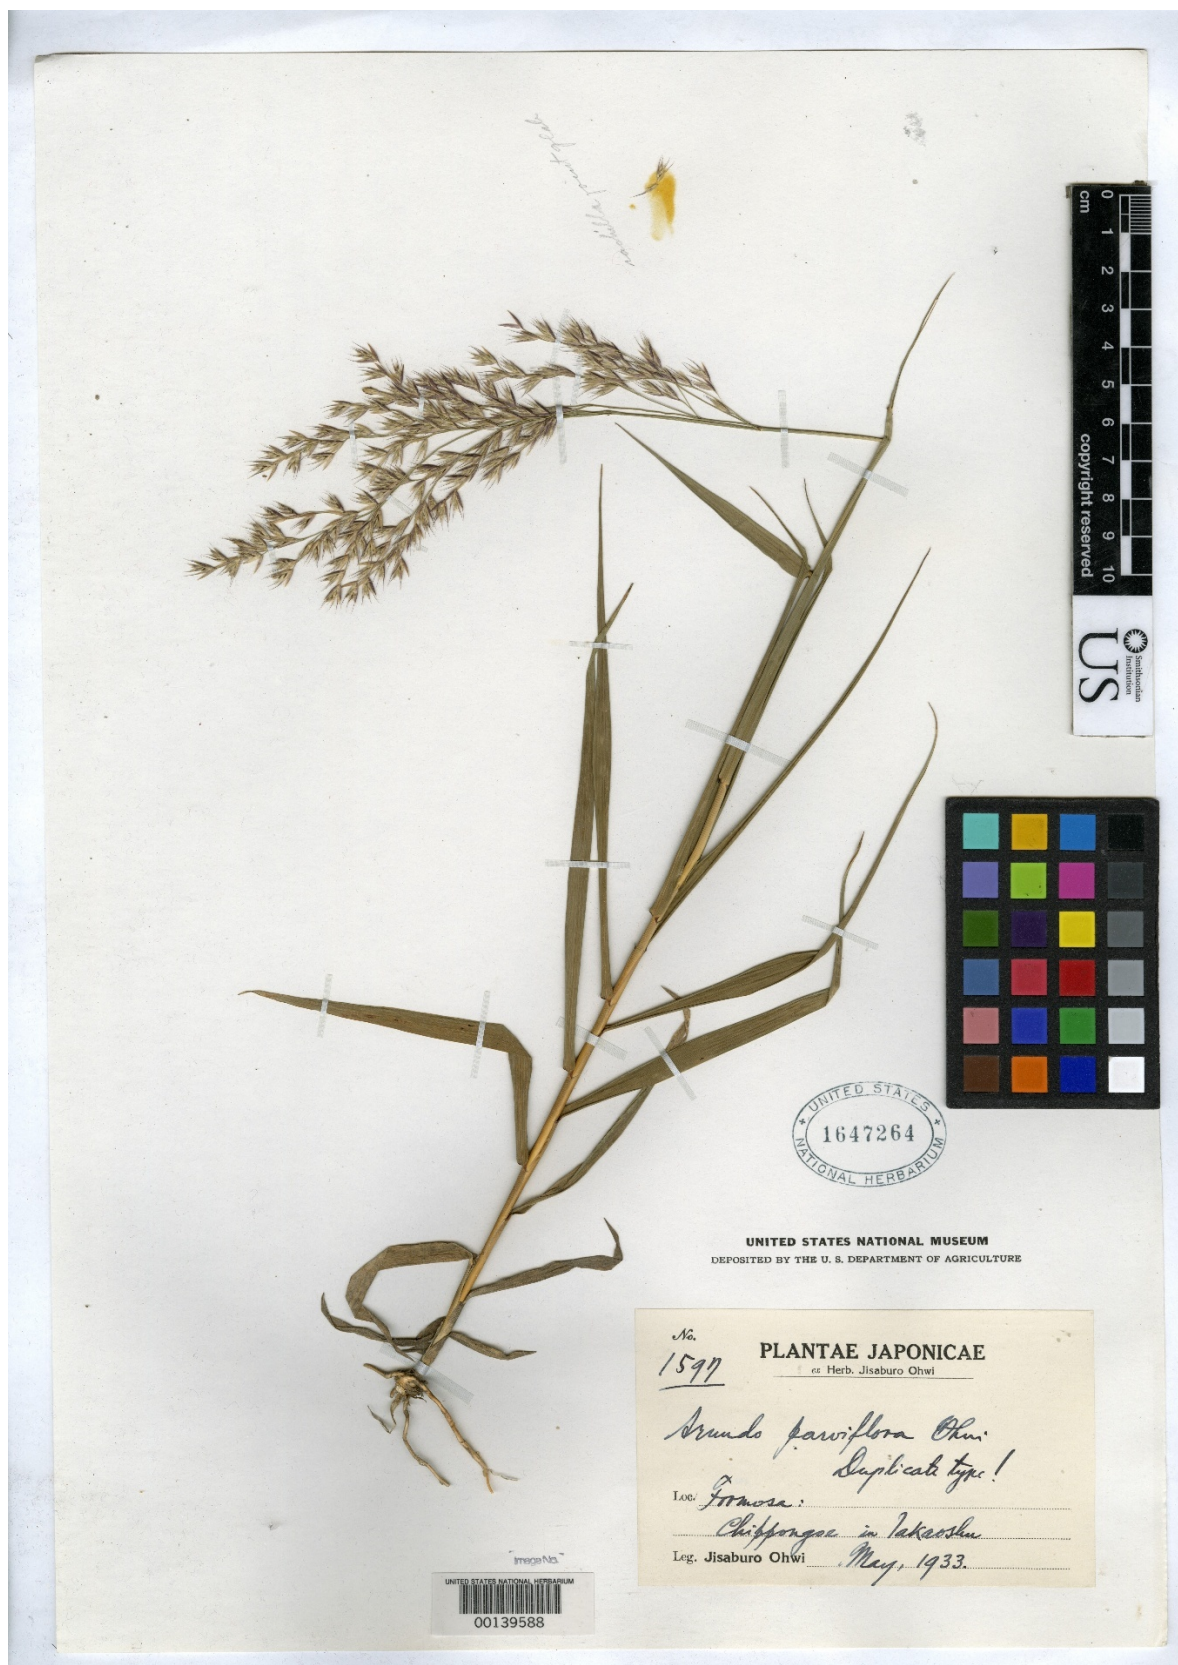 cm
0 1 2 3 4 5 6 7 8 9 10
copyright reserved
Smithsonian
Institution
US
UNITED STATES
1647264
NATIONAL HERBARIUM
UNITED STATES NATIONAL MUSEUM
DEPOSITED BY THE U. S. DEPARTMENT OF AGRICULTURE
No.
1597
PLANTAE JAPONICAE
ex Herb. Jisaburo Ohwi
Arundo parviflora Ohwi
Duplicate type!
Loc. Formosa:
Chippongoe in Takaoshu
Leg. Jisaburo Ohwi May, 1933.
Image No.
UNITED STATES NATIONAL HERBARIUM
00139588